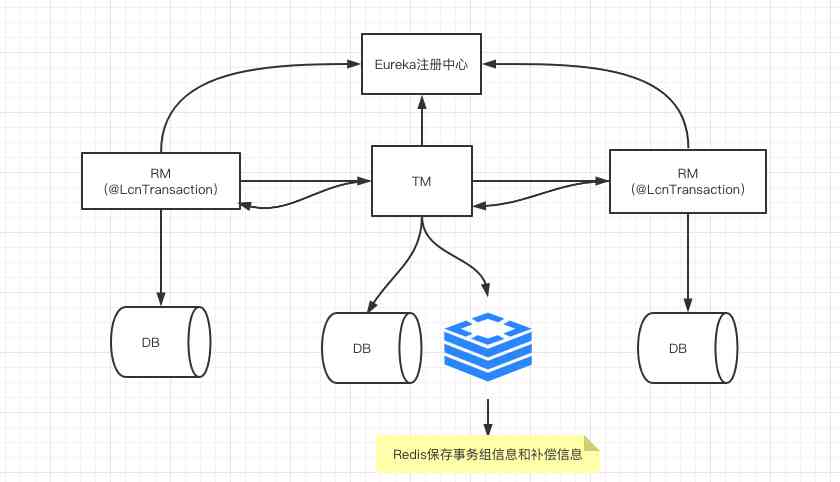 Eureka注册中心
RM
（@LcnTransaction）
TM
RM
（@LcnTransaction）
DB
DB
DB
Redis保存事务组信息和补偿信息